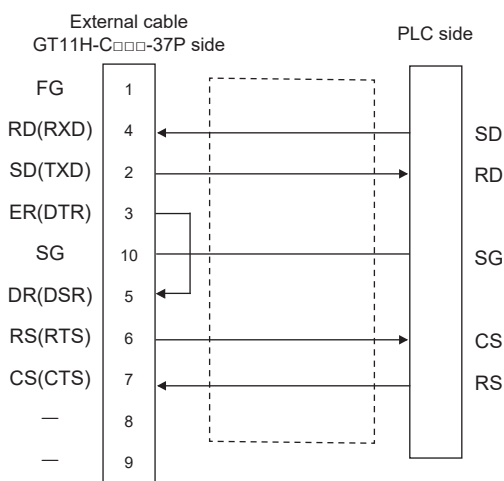 External cable
GT11H-C□□□-37P side
PLC side
FG 1
RD(RXD) 4 SD
SD(TXD) 2 RD
ER(DTR) 3
SG 10 SG
DR(DSR) 5
RS(RTS) 6 CS
CS(CTS) 7 RS
— 8
— 9